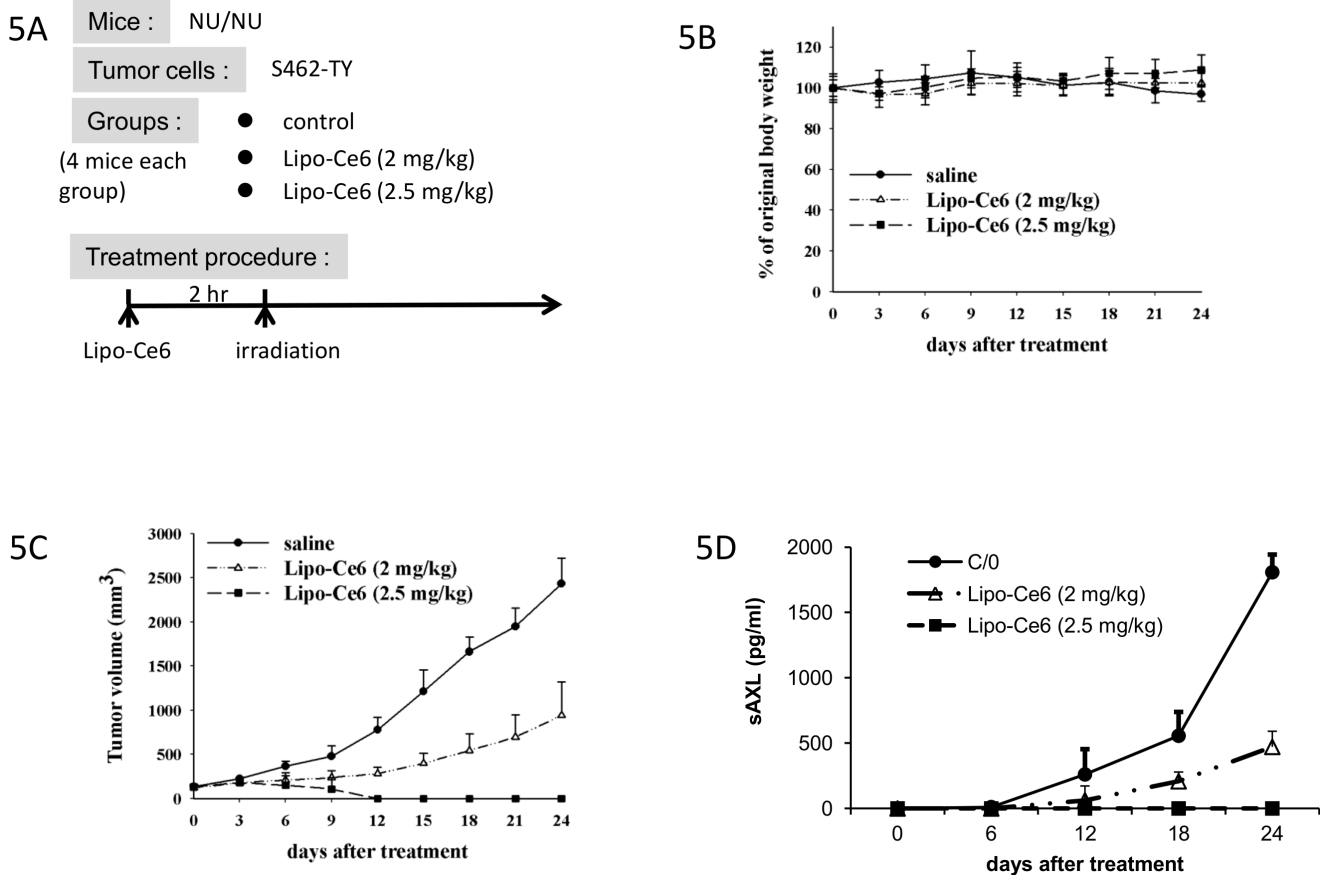 5A
Mice :
NU/NU
Tumor cells :
S462-TY
Groups :
(4 mice each
group)
● control
● Lipo-Ce6 (2 mg/kg)
● Lipo-Ce6 (2.5 mg/kg)
Treatment procedure :
2 hr
Lipo-Ce6
irradiation
5B
% of original body weight
120
100
80
60
40
20
0
saline
Lipo-Ce6 (2 mg/kg)
Lipo-Ce6 (2.5 mg/kg)
0 3 6 9 12 15 18 21 24
days after treatment
5C
Tumor volume (mm³)
3000
2500
2000
1500
1000
500
0
saline
Lipo-Ce6 (2 mg/kg)
Lipo-Ce6 (2.5 mg/kg)
0 3 6 9 12 15 18 21 24
days after treatment
5D
sAXL (pg/ml)
2000
1500
1000
500
0
C/0
Lipo-Ce6 (2 mg/kg)
Lipo-Ce6 (2.5 mg/kg)
0 6 12 18 24
days after treatment